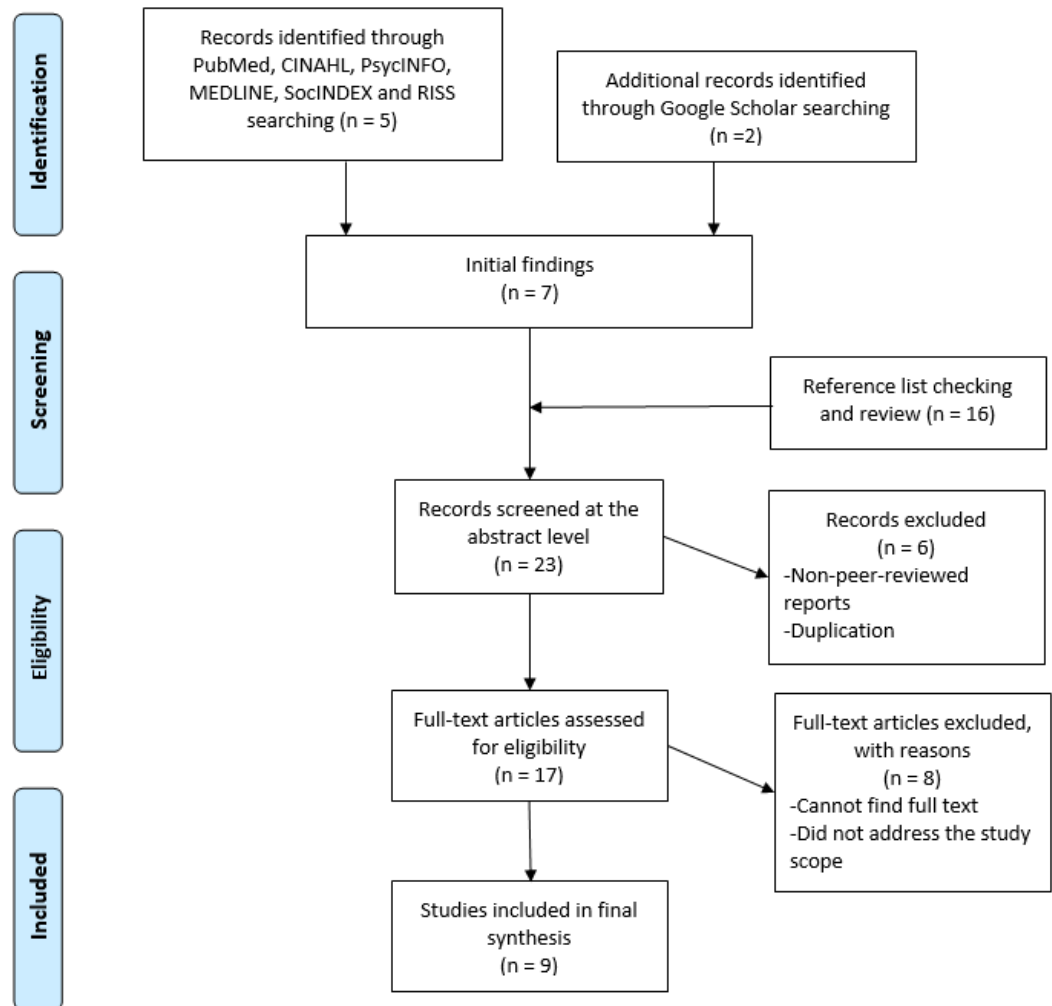 Identification
Records identified through
PubMed, CINAHL, PsycINFO,
MEDLINE, SocINDEX and RISS
searching (n = 5)
Additional records identified
through Google Scholar searching
(n =2)
Initial findings
(n = 7)
Screening
Reference list checking
and review (n = 16)
Records screened at the
abstract level
(n = 23)
Records excluded
(n = 6)
-Non-peer-reviewed
reports
-Duplication
Eligibility
Full-text articles assessed
for eligibility
(n = 17)
Full-text articles excluded,
with reasons
(n = 8)
-Cannot find full text
-Did not address the study
scope
Included
Studies included in final
synthesis
(n = 9)